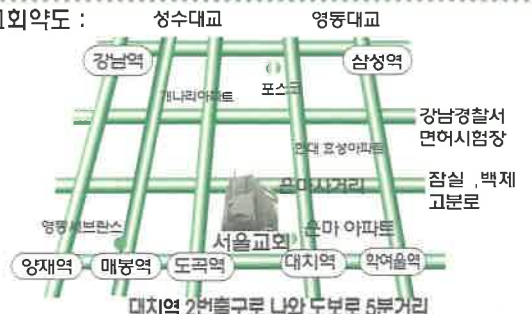 회약도 :
성수대교 영동대교
강남역 삼성역
포스코
개나리아파트
강남경찰서
면허시험장
현대 효성아파트
은마사거리
잠실 ,백제
고분로
영동세브란스
서울교회
은마 아파트
양재역 매봉역 도곡역 대치역 학여울역
대치역 2번출구로 나와 도보로 5분거리